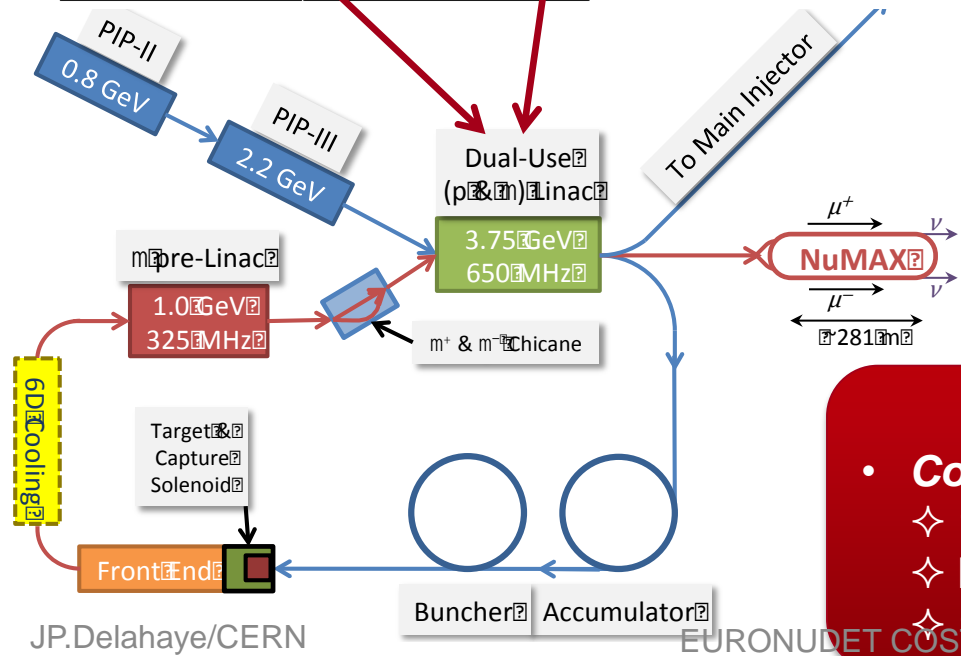 PIP-II
0.8 GeV
PIP-III
2.2 GeV
To Main Injector
Dual-Use
(p & m) Linac
3.75 GeV
650 MHz
m pre-Linac
1.0 GeV
325 MHz
m⁺ & m⁻ Chicane
μ⁺
ν
NuMAX
μ⁻
ν
~281 m
6D Cooling
Target &
Capture
Solenoid
Front End
Buncher
Accumulator
• Co
JP.Delahaye/CERN
EURONUDET COS